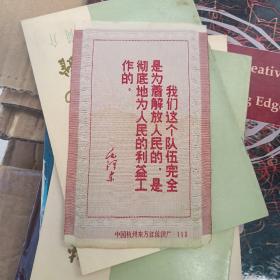 我们这个队伍完全
是为着解放人民的，是
彻底地为人民的利益工
作的。
毛泽东
中国杭州东方红丝织厂
eative
g Edge